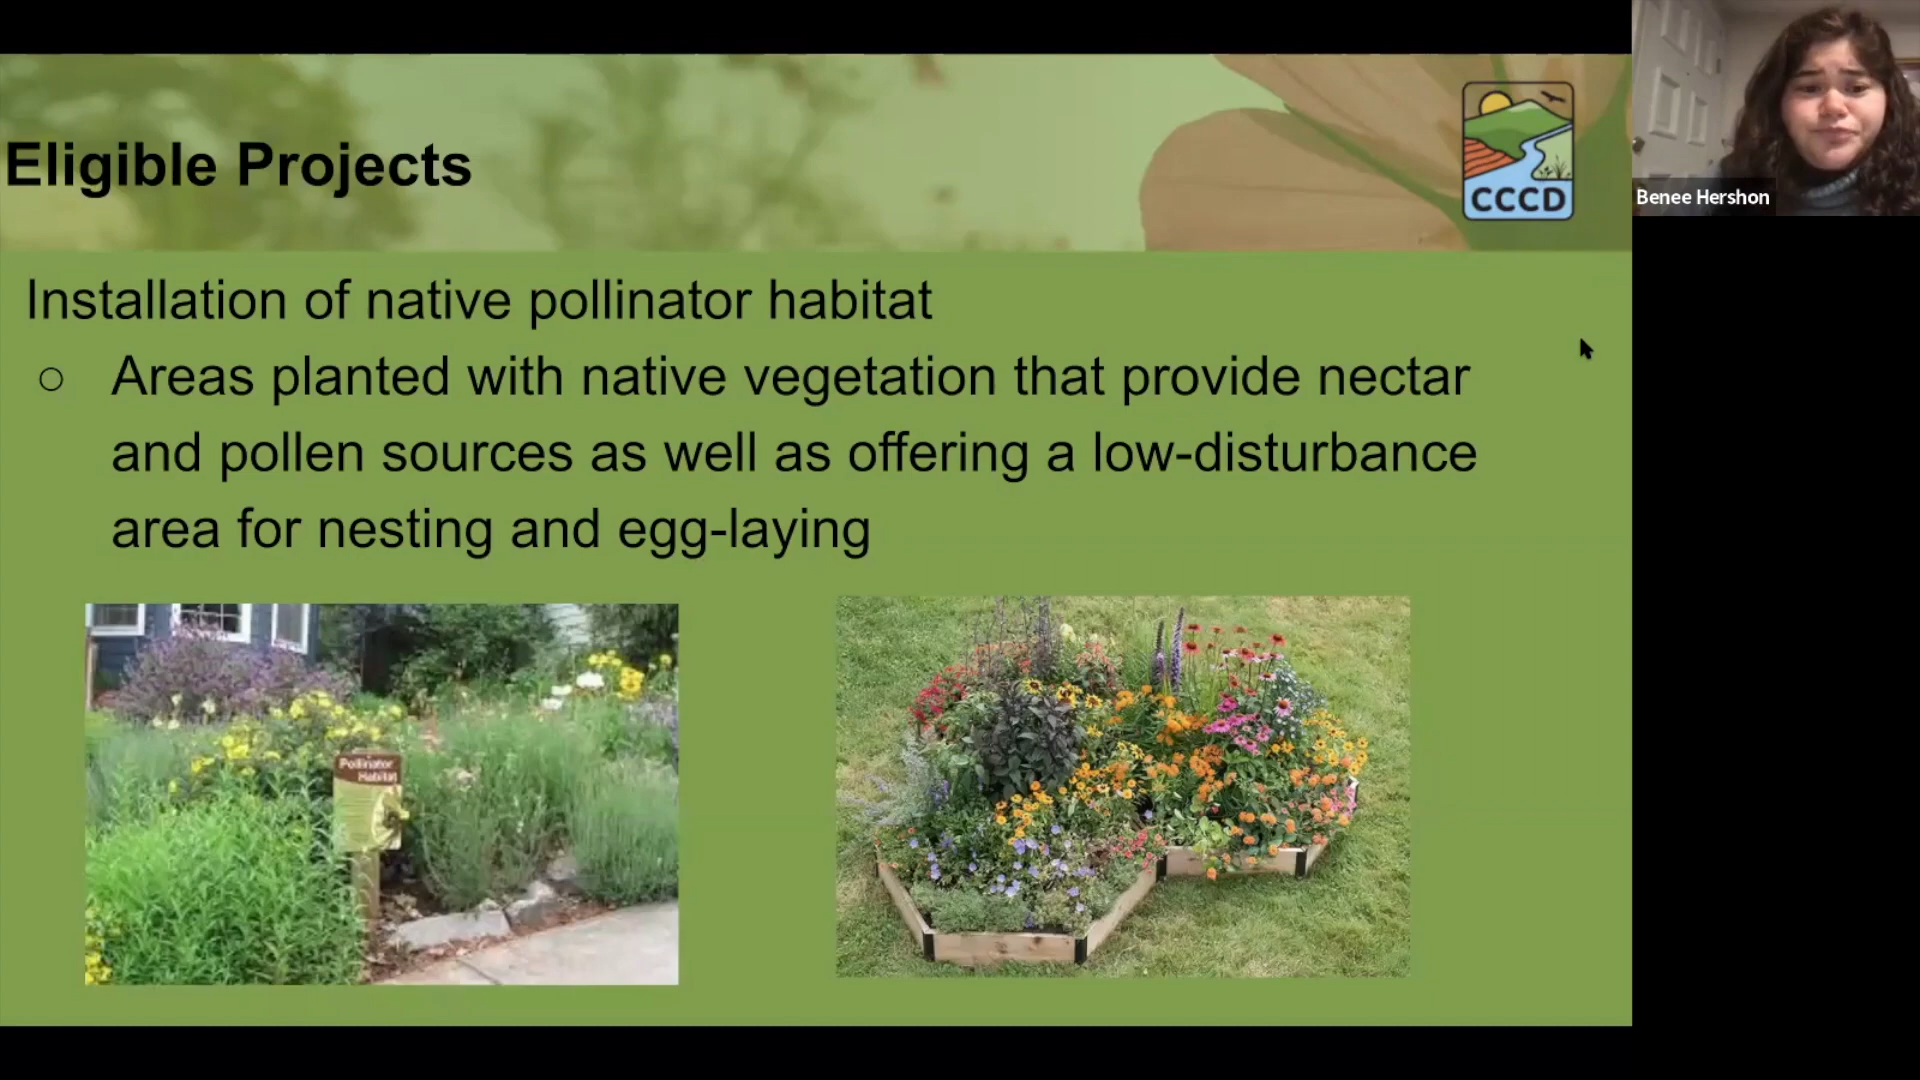 Eligible Projects
CCCD
Benee Hershon
Installation of native pollinator habitat
○ Areas planted with native vegetation that provide nectar
and pollen sources as well as offering a low-disturbance
area for nesting and egg-laying
Pollinator
Habitat